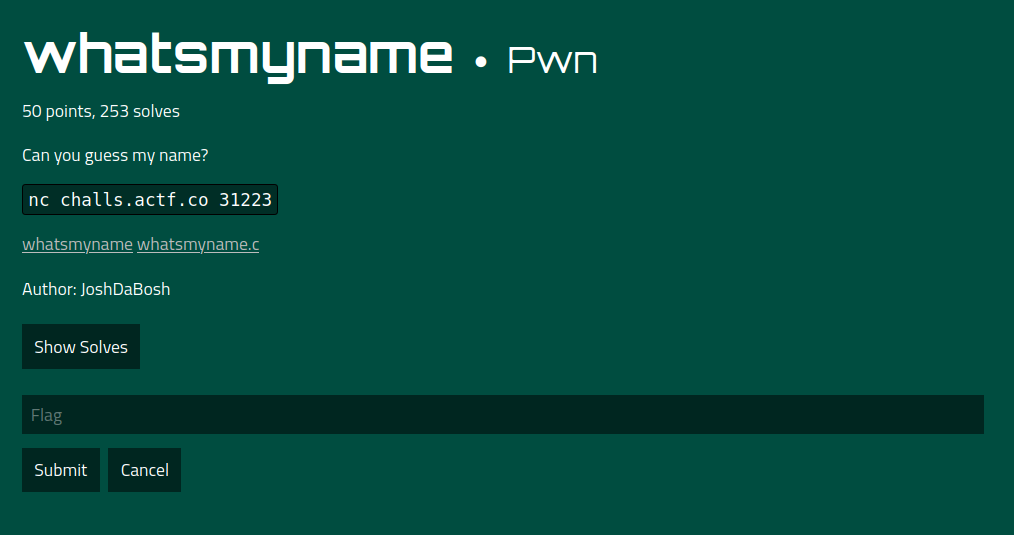 whatsmyname • Pwn
50 points, 253 solves
Can you guess my name?
nc challs.actf.co 31223
whatsmyname whatsmyname.c
Author: JoshDaBosh
Show Solves
Flag
Submit Cancel